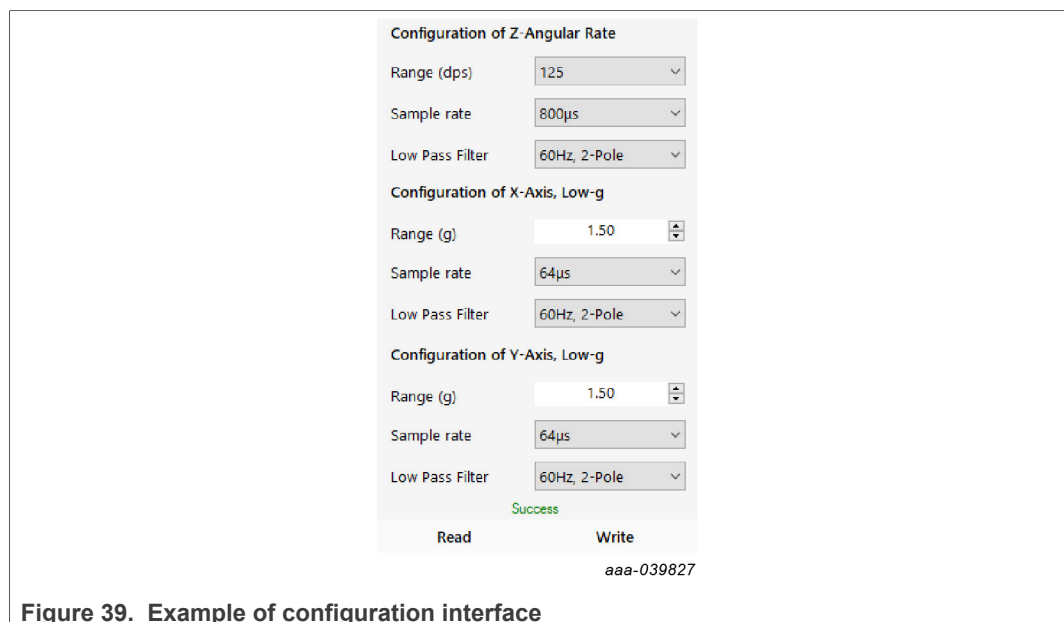 Configuration of Z-Angular Rate
Range (dps) 125
Sample rate 800µs
Low Pass Filter 60Hz, 2-Pole
Configuration of X-Axis, Low-g
Range (g) 1.50
Sample rate 64µs
Low Pass Filter 60Hz, 2-Pole
Configuration of Y-Axis, Low-g
Range (g) 1.50
Sample rate 64µs
Low Pass Filter 60Hz, 2-Pole
Success
Read Write
aaa-039827
Figure 39. Example of configuration interface